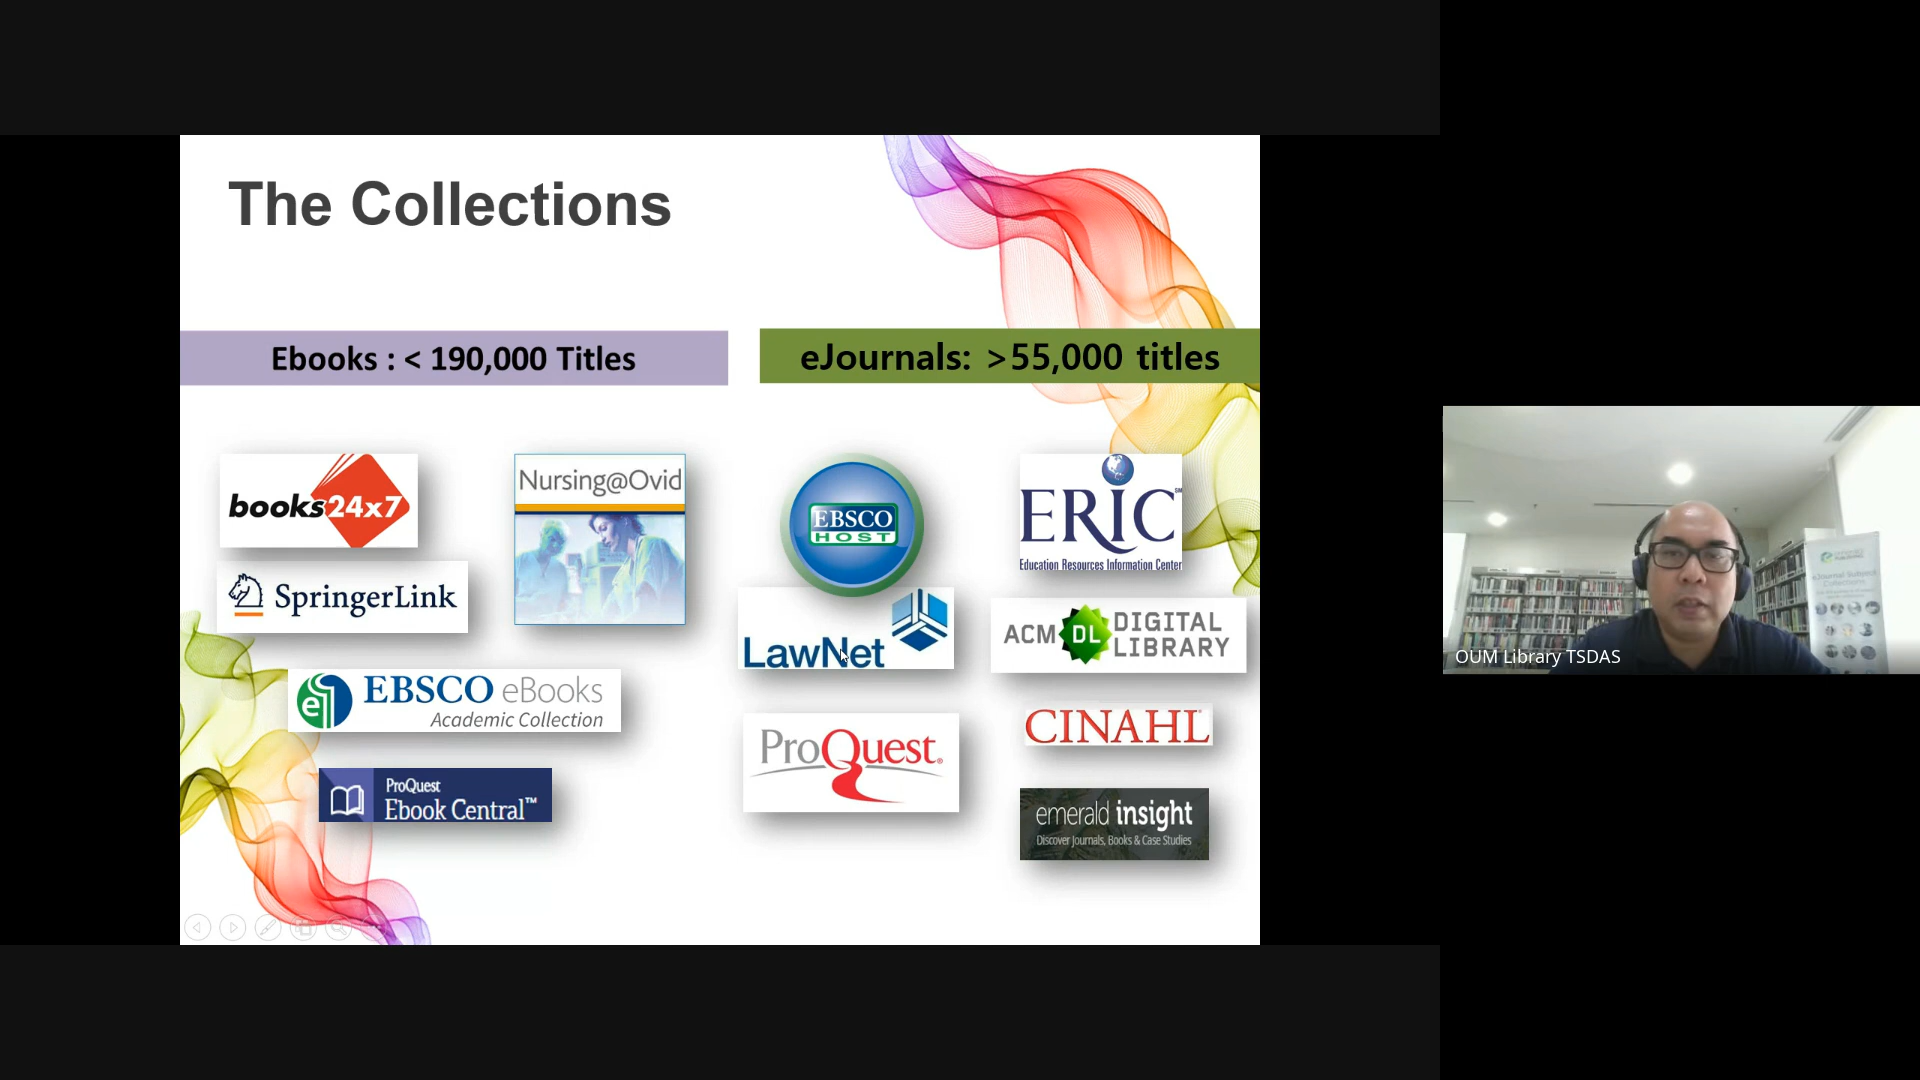 The Collections
Ebooks : < 190,000 Titles
eJournals: >55,000 titles
books24x7
Nursing@Ovid
SpringerLink
EBSCO eBooks
Academic Collection
ProQuest
Ebook Central™
EBSCO
HOST
ERIC℠
Education Resources Information Center
LawNet
ACM DL DIGITAL
LIBRARY
ProQuest®
CINAHL®
emerald insight
Discover Journals, Books & Case Studies
OUM Library TSDAS